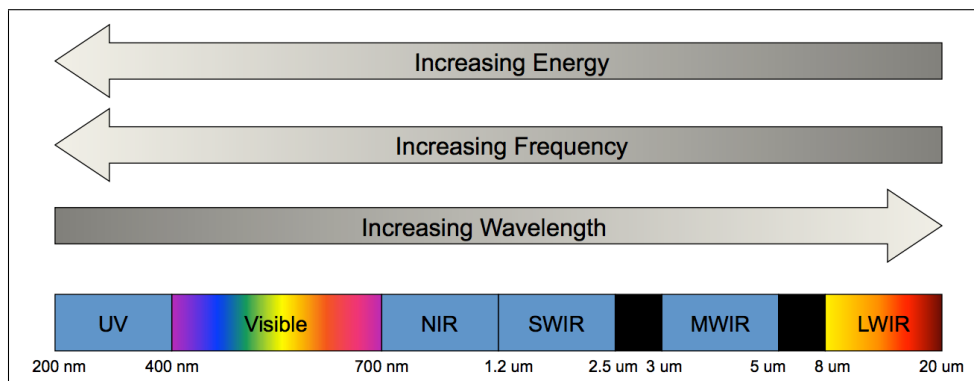 Increasing Energy
Increasing Frequency
Increasing Wavelength
UV Visible NIR SWIR MWIR LWIR
200 nm 400 nm 700 nm 1.2 um 2.5 um 3 um 5 um 8 um 20 um